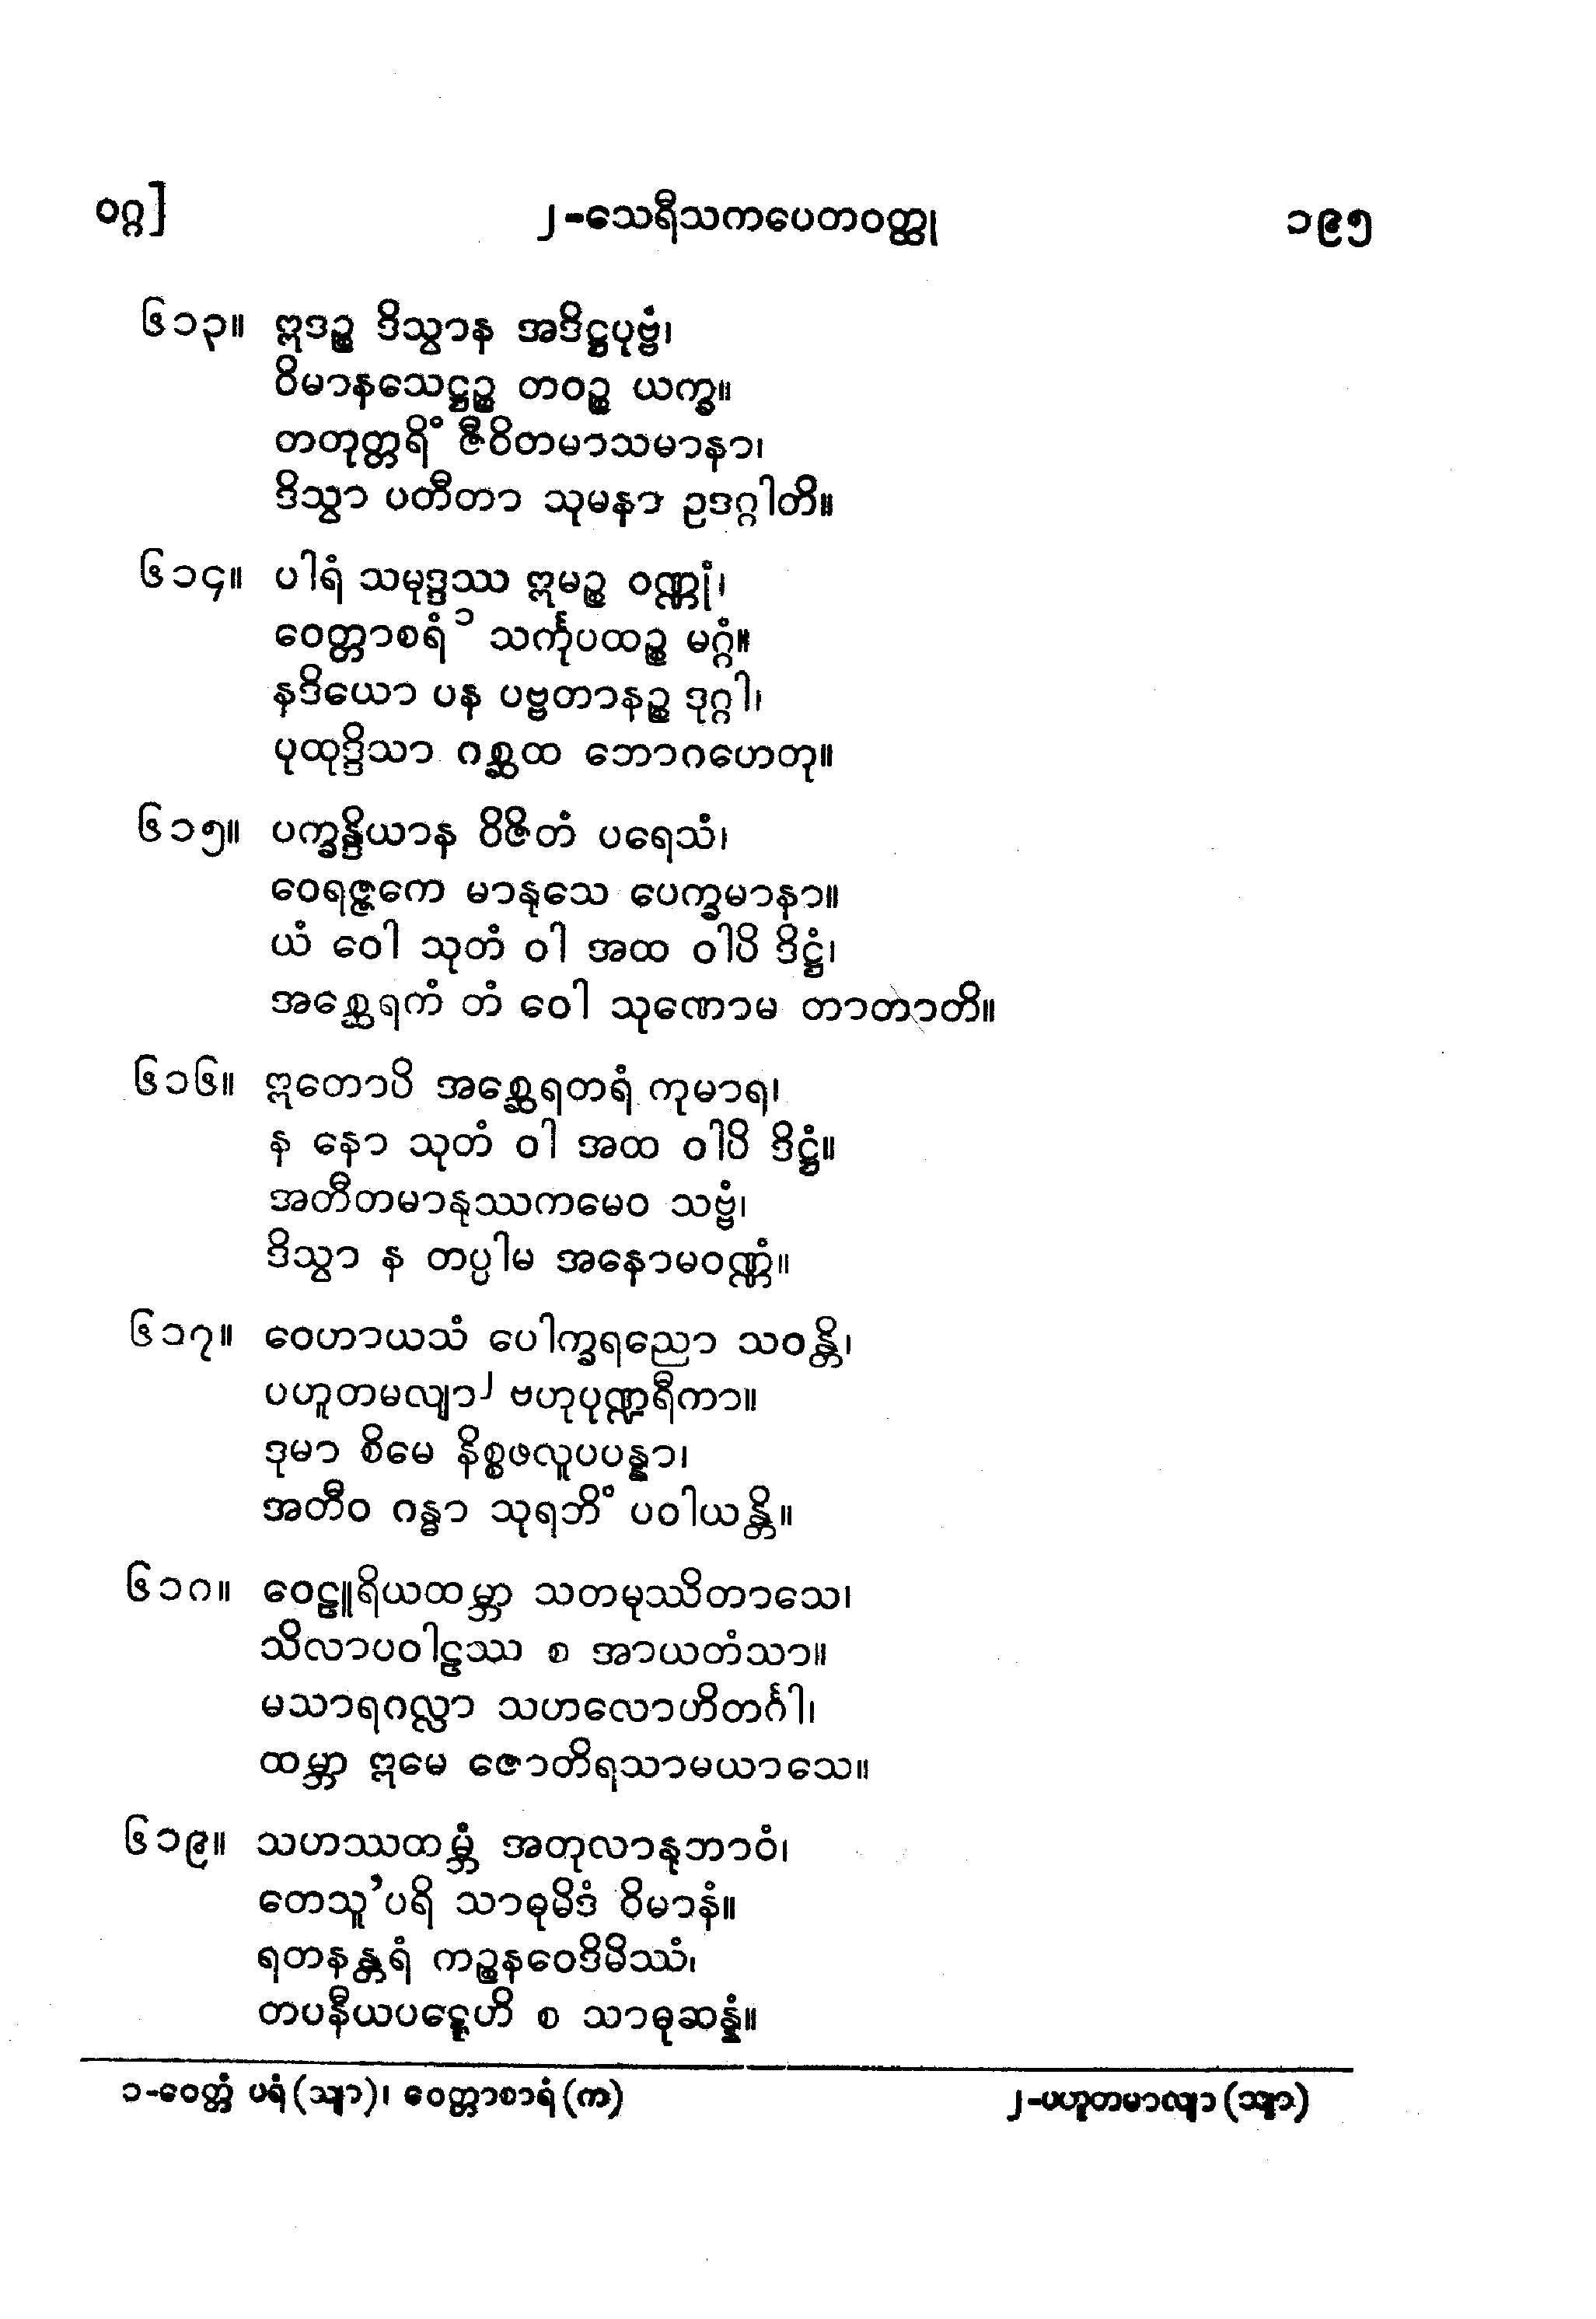 ဝဂ္ဂ]
၂-သေရီသကပေတဝတ္ထု
၁၉၅
၆၁၃။ ဣဒဉ္စ ဒိသွာန အဒိဋ္ဌပုဗ္ဗံ၊
ဝိမာနသေဋ္ဌဉ္စ တဝဉ္စ ယက္ခ။
တတုတ္တရိံ ဇီဝိတမာသမာနာ၊
ဒိသွာ ပတီတာ သုမနာ ဥဒဂ္ဂါတိ။
၆၁၄။ ပါရံ သမုဒ္ဒဿ ဣမဉ္စ ဝဏ္ဏုံ၊
ဝေတ္တာစရံ ၁ သင်္ကုပထဉ္စ မဂ္ဂံ။
နဒိယော ပန ပဗ္ဗတာနဉ္စ ဒုဂ္ဂါ၊
ပုထုဒ္ဒိသာ ဂစ္ဆထ ဘောဂဟေတု။
၆၁၅။ ပက္ခန္ဒိယာန ဝိဇိတံ ပရေသံ၊
ဝေရဇ္ဇကေ မာနုသေ ပေက္ခမာနာ။
ယံ ဝေါ သုတံ ဝါ အထ ဝါပိ ဒိဋ္ဌံ၊
အစ္ဆေရကံ တံ ဝေါ သုဏောမ တာတာတိ။
၆၁၆။ ဣတောပိ အစ္ဆေရတရံ ကုမာရ၊
န နော သုတံ ဝါ အထ ဝါပိ ဒိဋ္ဌံ။
အတီတမာနုဿကမေဝ သဗ္ဗံ၊
ဒိသွာ န တပ္ပါမ အနောမဝဏ္ဏံ။
၆၁၇။ ဝေဟာယသံ ပေါက္ခရညော သဝန္တိ၊
ပဟူတမလျာ၂ ဗဟုပုဏ္ဍရီကာ။
ဒုမာ စိမေ နိစ္စဖလူပပန္နာ၊
အတီဝ ဂန္ဓာ သုရဘိံ ပဝါယန္တိ။
၆၁၈။ ဝေဠူရိယထမ္ဘာ သတမုဿိတာသေ၊
သိလာပဝါဠဿ စ အာယတံသာ။
မသာရဂလ္လာ သဟလောဟိတင်္ဂါ၊
ထမ္ဘာ ဣမေ ဇောတိရသာမယာသေ။
၆၁၉။ သဟဿထမ္ဘံ အတုလာနုဘာဝံ၊
တေသူ’ပရိ သာဓုမိဒံ ဝိမာနံ။
ရတနန္တရံ ကဉ္စနဝေဒိမိဿံ၊
တပနီယပဋ္ဋေဟိ စ သာဓုဆန္နံ။
၁-ဝေတ္တံ ပရံ (သျာ)၊ ဝေတ္တာစာရံ (က)
၂-ပဟူတမာလျာ (သျာ)